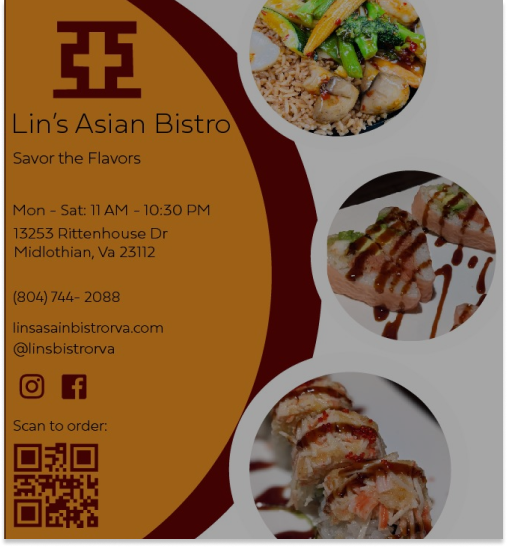 Lin's Asian Bistro
Savor the Flavors
Mon - Sat: 11 AM - 10:30 PM
13253 Rittenhouse Dr
Midlothian, Va 23112
(804) 744- 2088
linsasainbistrorva.com
@linsbistrorva
Scan to order: